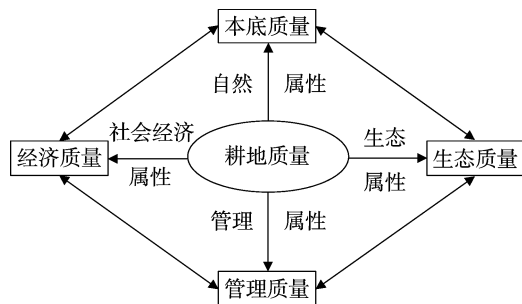 本底质量
自然 属性
社会经济
生态
经济质量
耕地质量
生态质量
属性
属性
管理 属性
管理质量